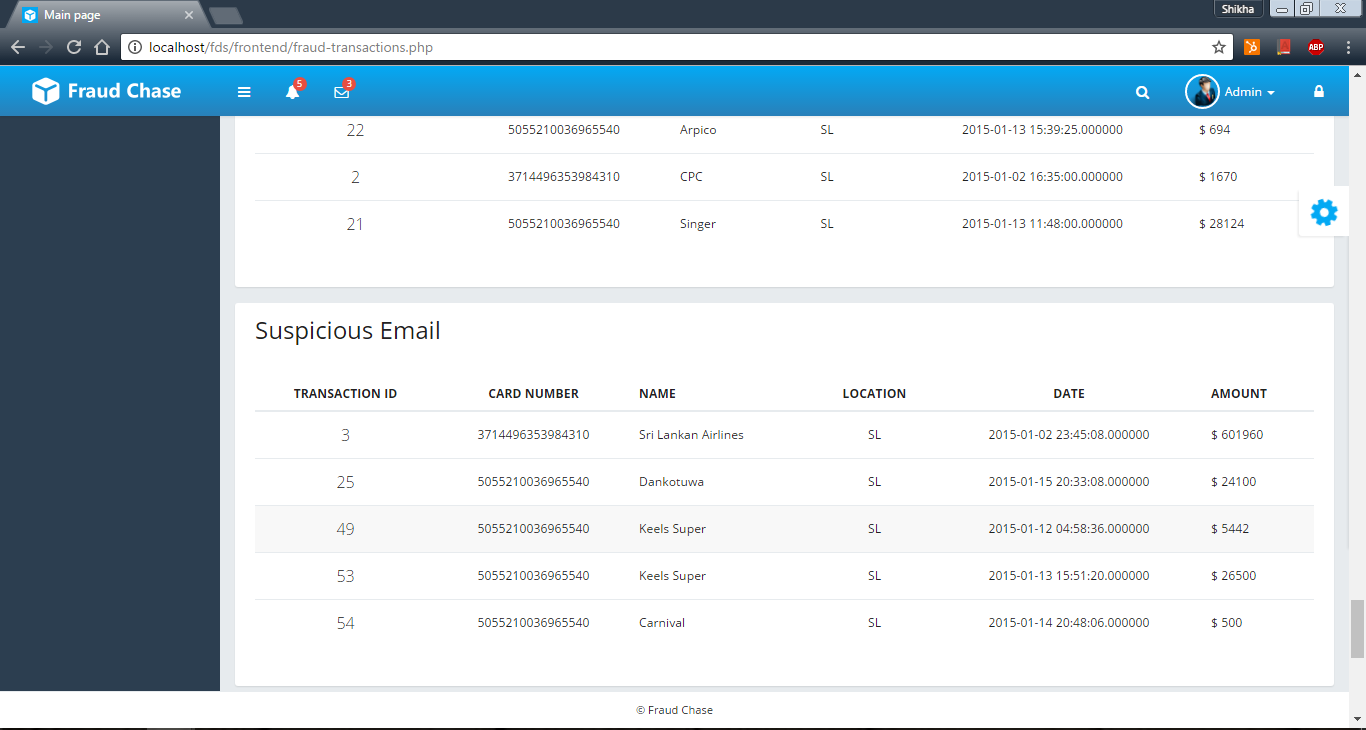 Main page
Shikha
localhost/fds/frontend/fraud-transactions.php
ABP
Fraud Chase
5
3
Admin
22 5055210036965540 Arpico SL 2015-01-13 15:39:25.000000 $ 694
2 3714496353984310 CPC SL 2015-01-02 16:35:00.000000 $ 1670
21 5055210036965540 Singer SL 2015-01-13 11:48:00.000000 $ 28124
Suspicious Email
TRANSACTION ID CARD NUMBER NAME LOCATION DATE AMOUNT
3 3714496353984310 Sri Lankan Airlines SL 2015-01-02 23:45:08.000000 $ 601960
25 5055210036965540 Dankotuwa SL 2015-01-15 20:33:08.000000 $ 24100
49 5055210036965540 Keels Super SL 2015-01-12 04:58:36.000000 $ 5442
53 5055210036965540 Keels Super SL 2015-01-13 15:51:20.000000 $ 26500
54 5055210036965540 Carnival SL 2015-01-14 20:48:06.000000 $ 500
© Fraud Chase